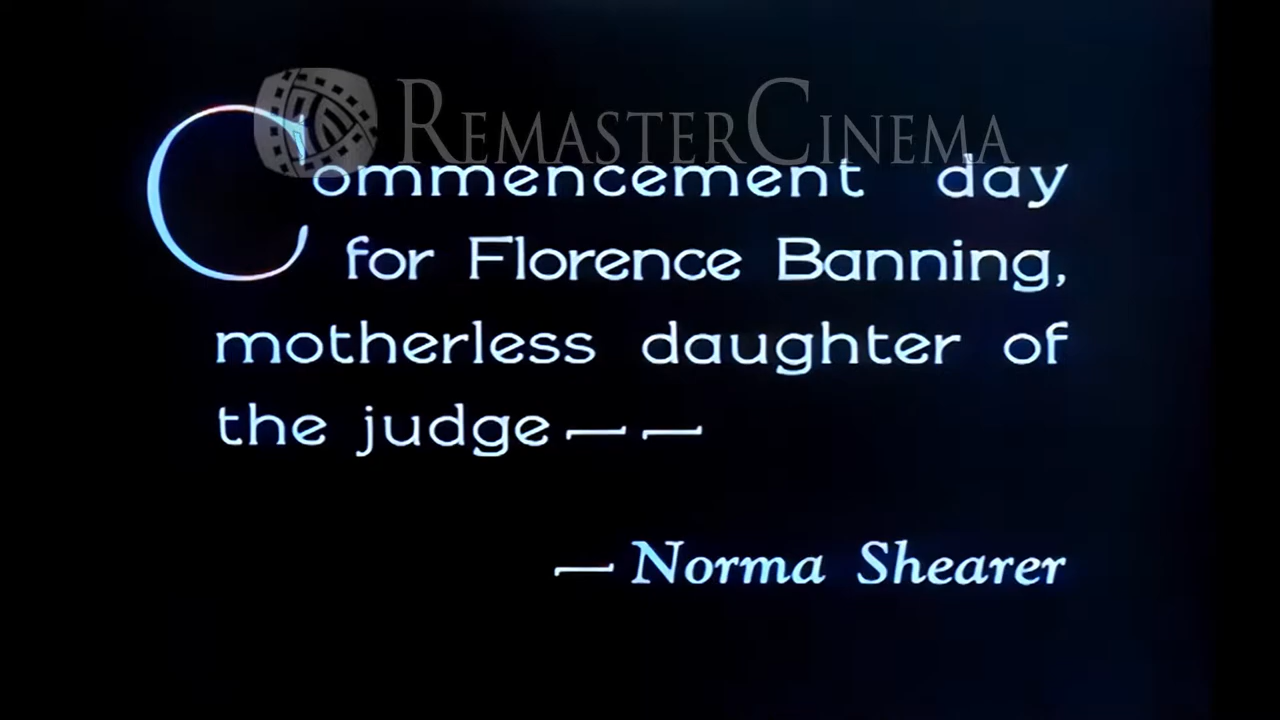 REMASTERCINEMA
Commencement day
for Florence Banning,
motherless daughter of
the judge — —
— Norma Shearer